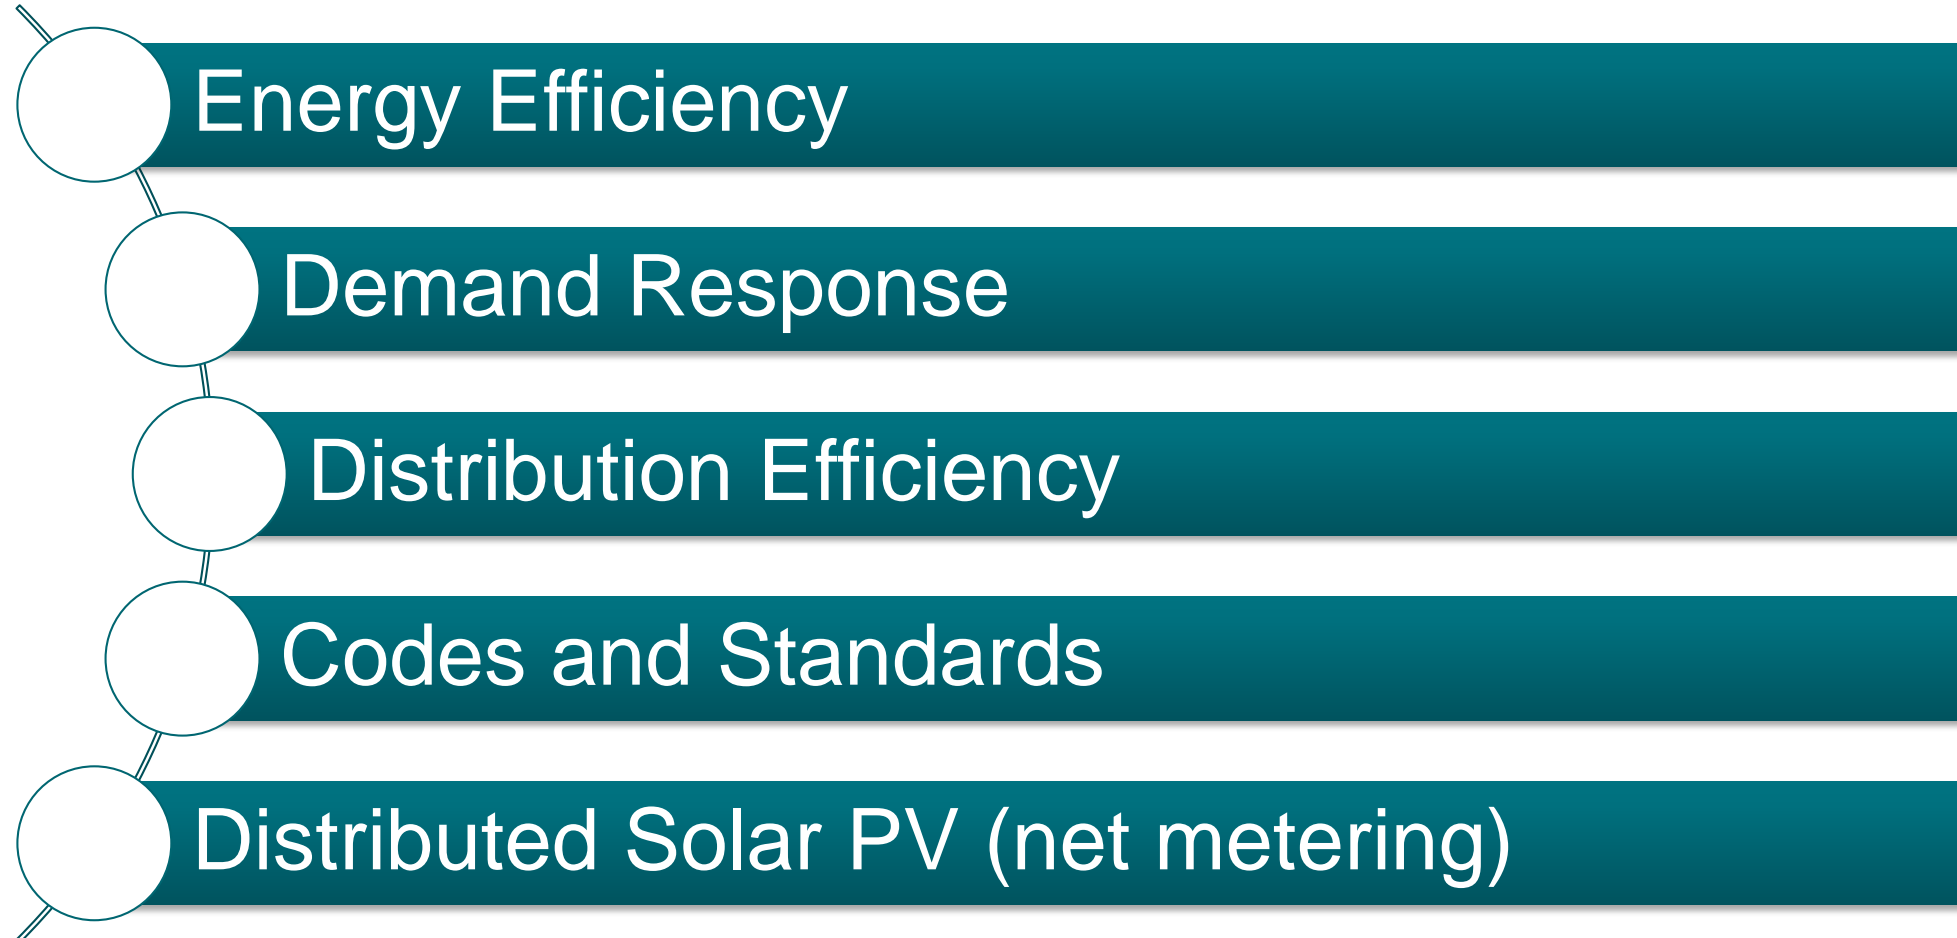 Energy Efficiency
Demand Response
Distribution Efficiency
Codes and Standards
Distributed Solar PV (net metering)